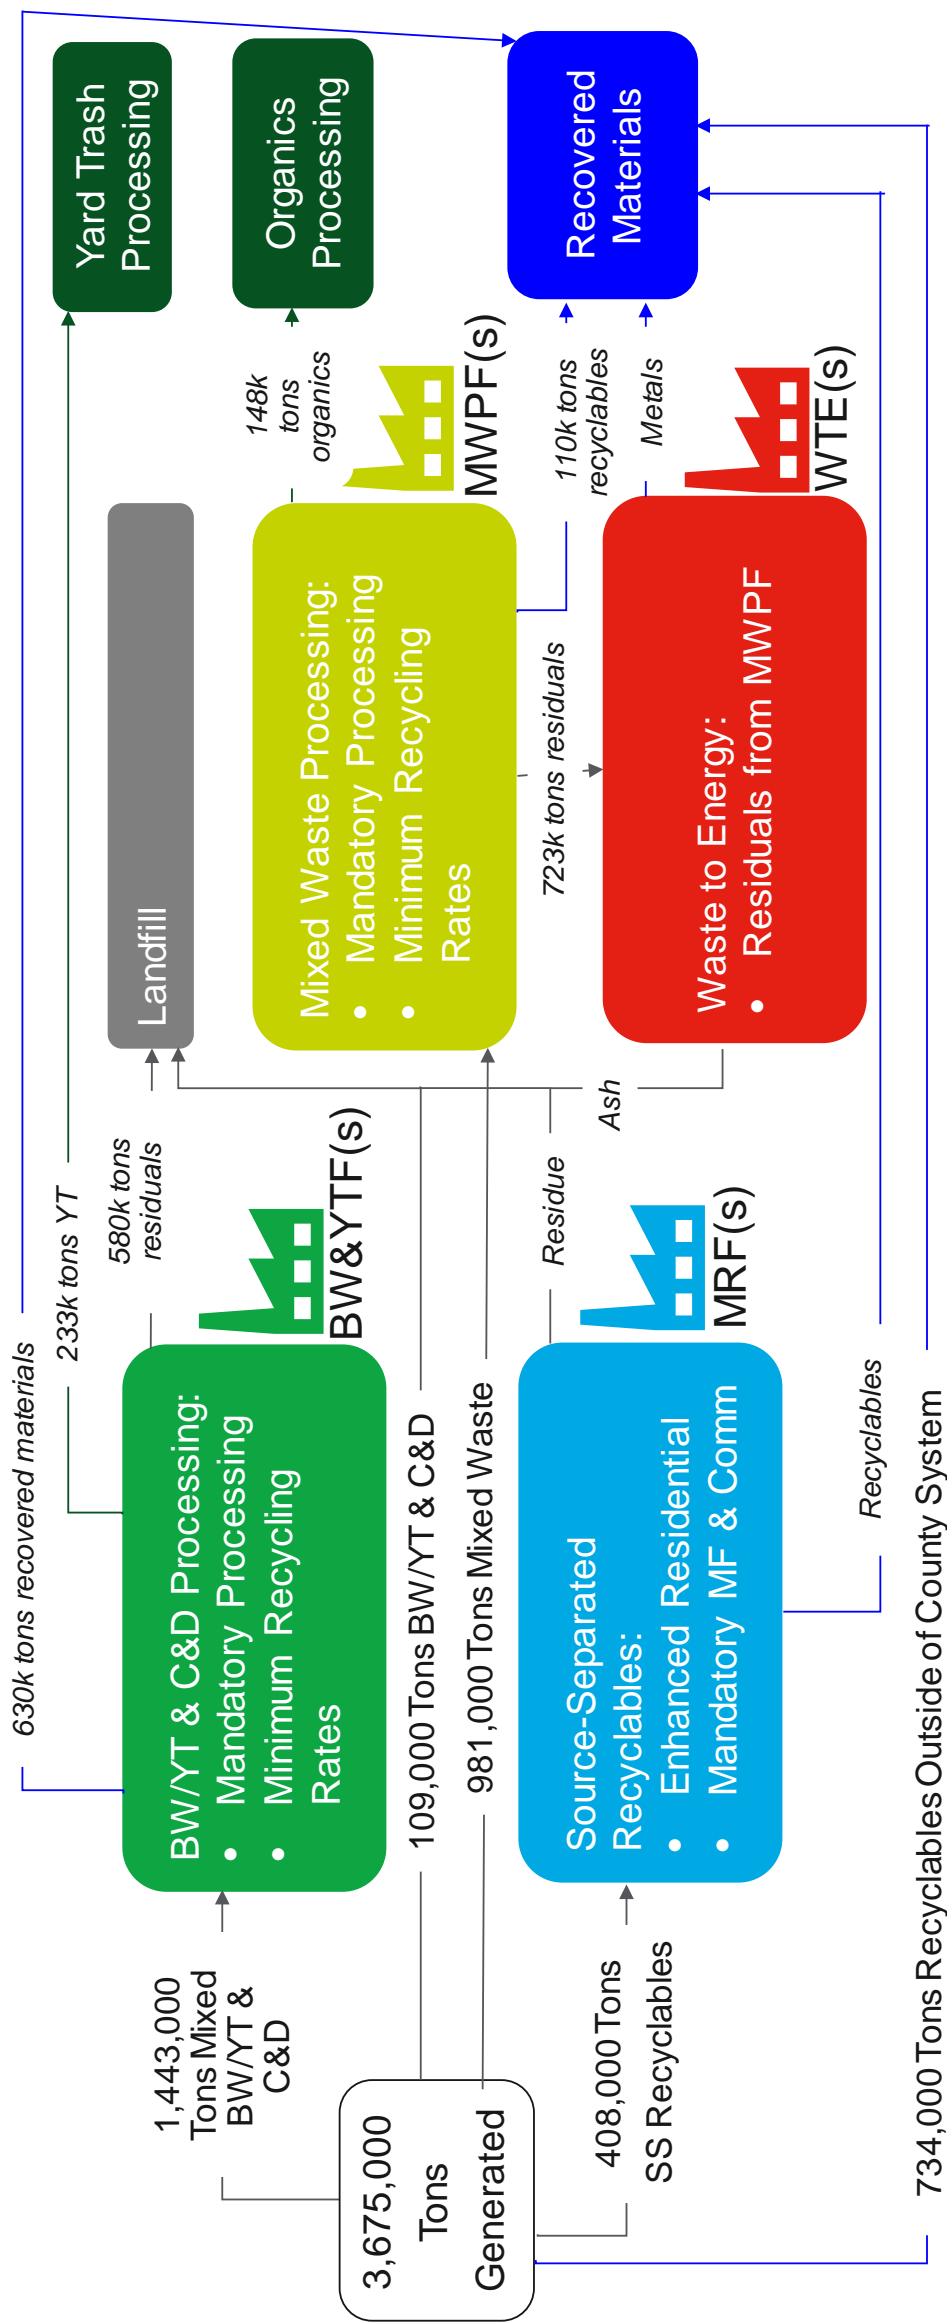 630k tons recovered materials
233k tons YT
Yard Trash
Processing
1,443,000
Tons Mixed
BW/YT &
C&D
BW/YT & C&D Processing:
• Mandatory Processing
• Minimum Recycling
Rates
BW&YTF(s)
580k tons
residuals
Landfill
148k
tons
organics
Organics
Processing
3,675,000
Tons
Generated
109,000 Tons BW/YT & C&D
981,000 Tons Mixed Waste
Mixed Waste Processing:
• Mandatory Processing
• Minimum Recycling
Rates
MWPF(s)
110k tons
recyclables
Metals
Recovered
Materials
408,000 Tons
SS Recyclables
Source-Separated
Recyclables:
• Enhanced Residential
• Mandatory MF & Comm
MRF(s)
Residue
Ash
723k tons residuals
Waste to Energy:
• Residuals from MWPF
WTE(s)
Recyclables
734,000 Tons Recyclables Outside of County System